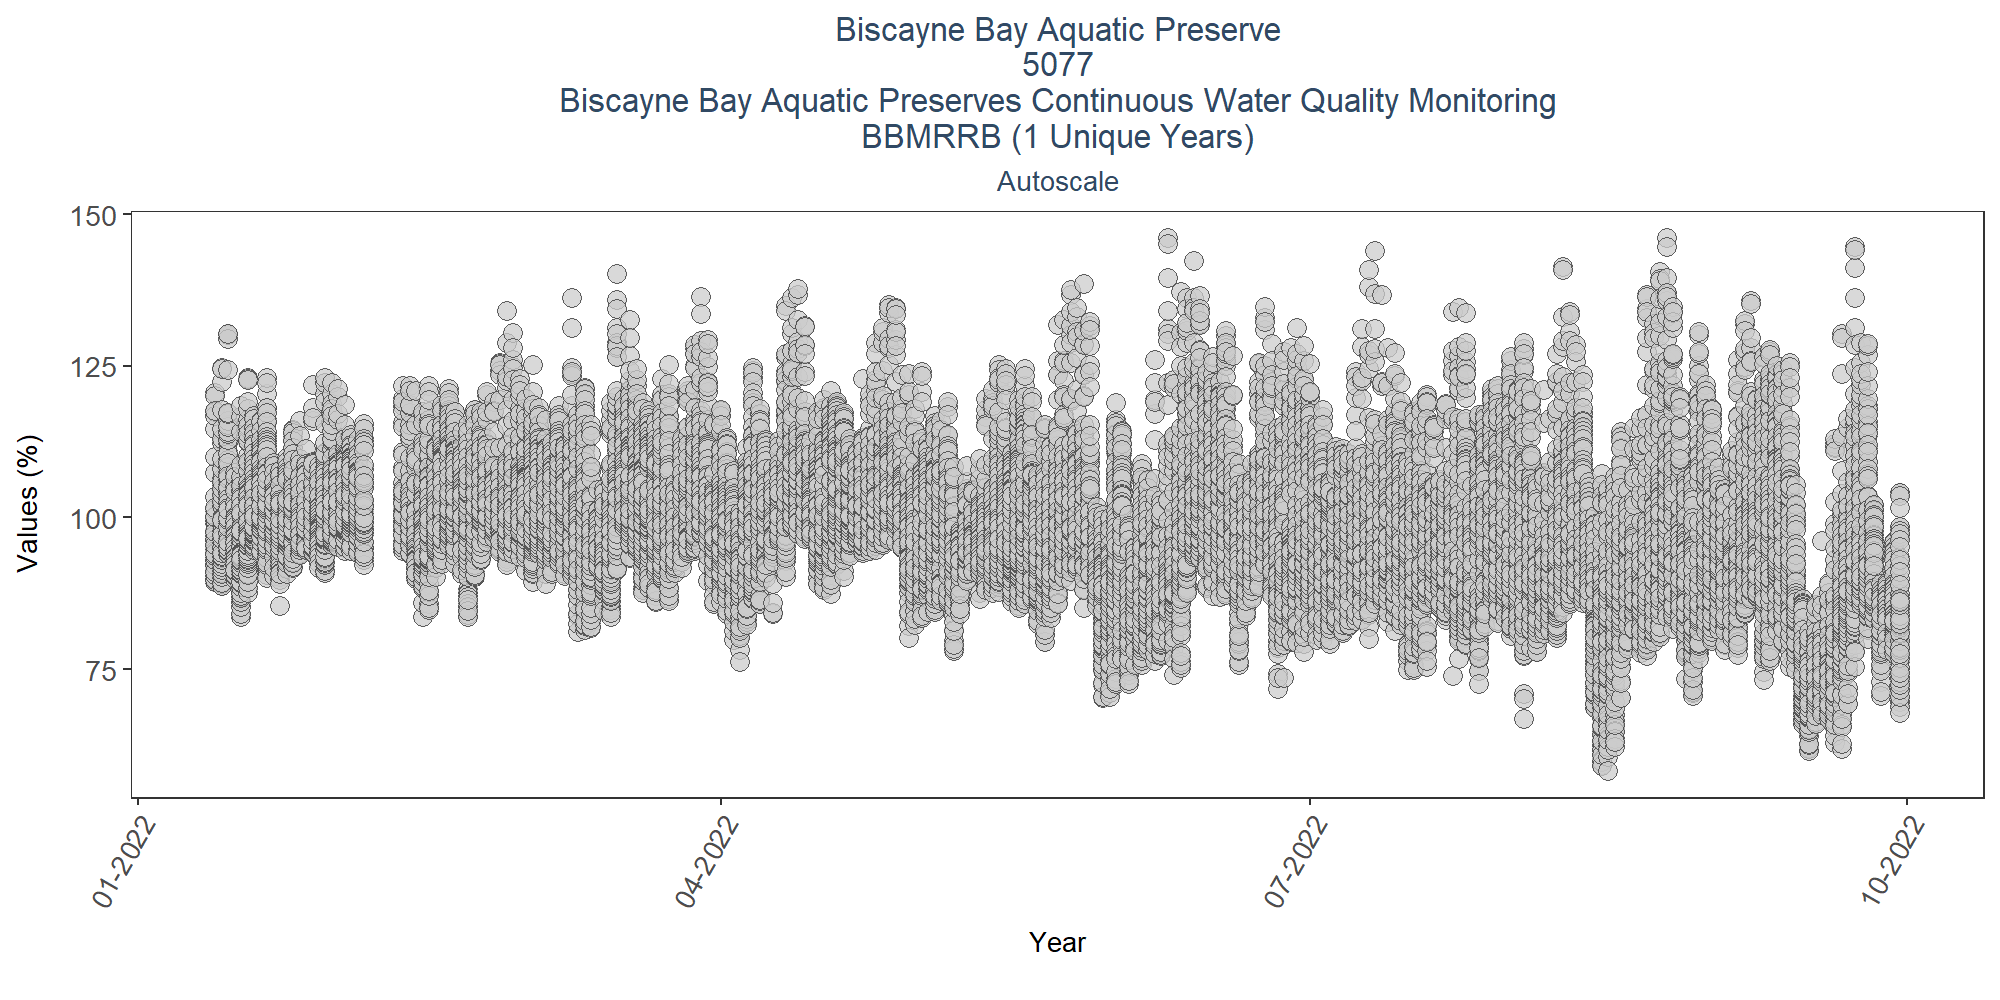 Biscayne Bay Aquatic Preserve
5077
Biscayne Bay Aquatic Preserves Continuous Water Quality Monitoring
BBMRRB (1 Unique Years)
Autoscale
Values (%)
150
125
100
75
01-2022
04-2022
07-2022
10-2022
Year